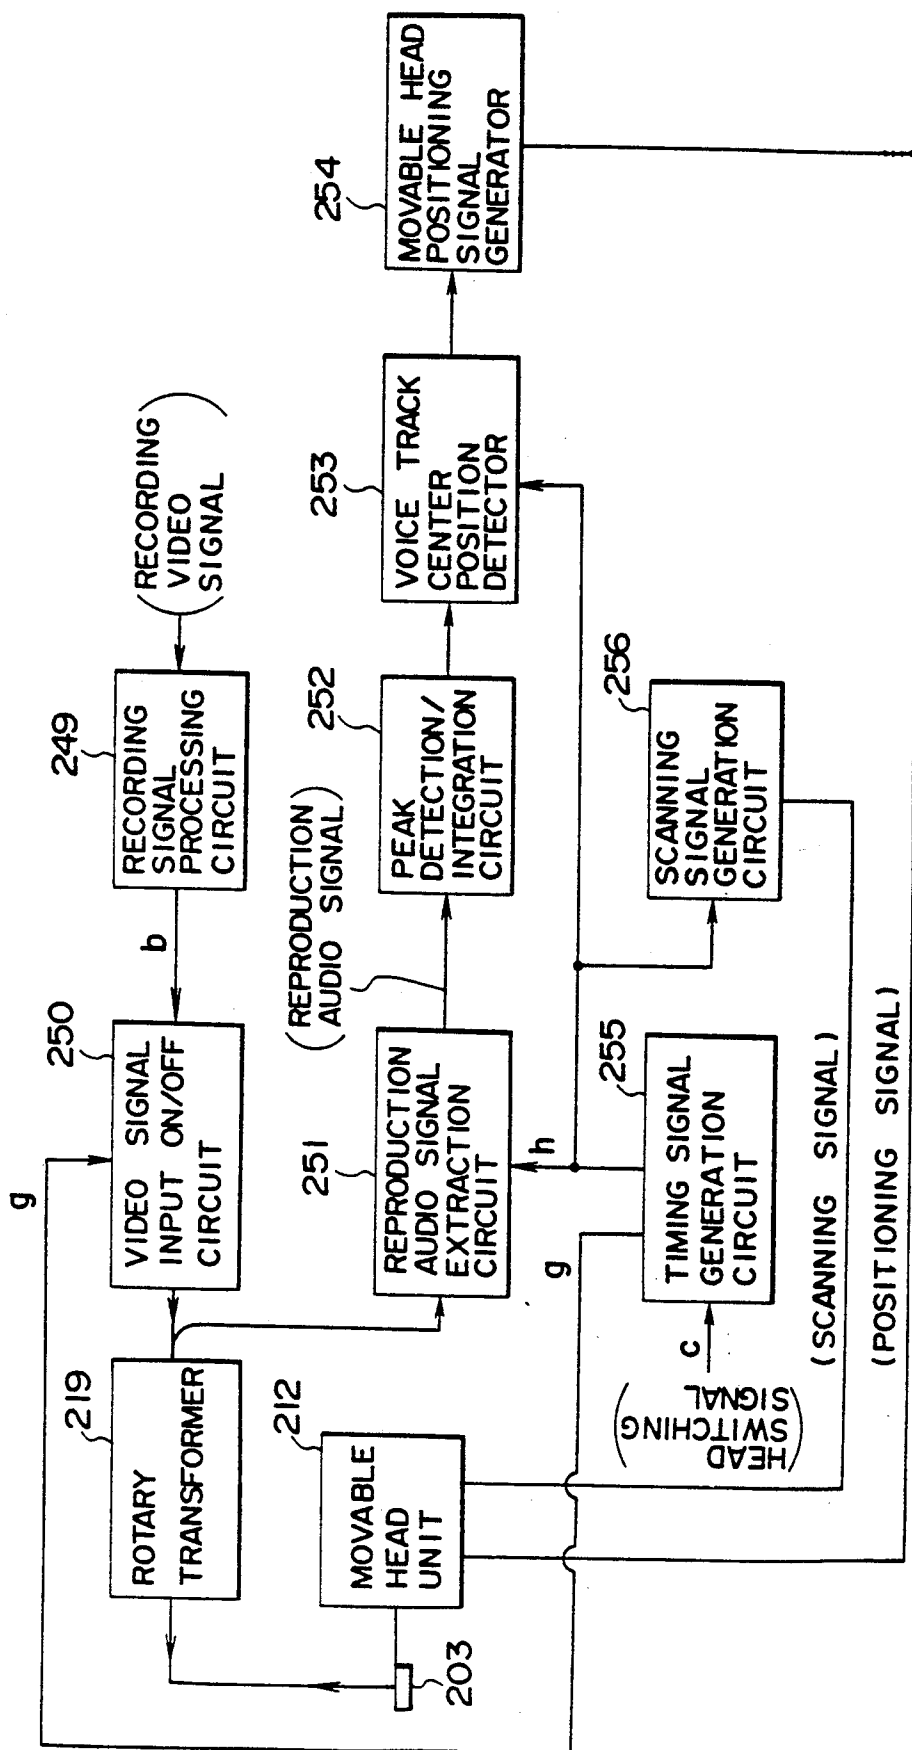 g
219
ROTARY
TRANSFORMER
250
VIDEO SIGNAL
INPUT ON/OFF
CIRCUIT
b
249
RECORDING
SIGNAL
PROCESSING
CIRCUIT
(RECORDING
VIDEO
SIGNAL)
203
212
MOVABLE
HEAD
UNIT
251
REPRODUCTION
AUDIO SIGNAL
EXTRACTION
CIRCUIT
(REPRODUCTION
AUDIO SIGNAL)
252
PEAK
DETECTION/
INTEGRATION
CIRCUIT
253
VOICE TRACK
CENTER
POSITION
DETECTOR
254
MOVABLE HEAD
POSITIONING
SIGNAL
GENERATOR
g
h
(HEAD
SWITCHING
SIGNAL)
c
255
TIMING SIGNAL
GENERATION
CIRCUIT
256
SCANNING
SIGNAL
GENERATION
CIRCUIT
(SCANNING SIGNAL)
(POSITIONING SIGNAL)